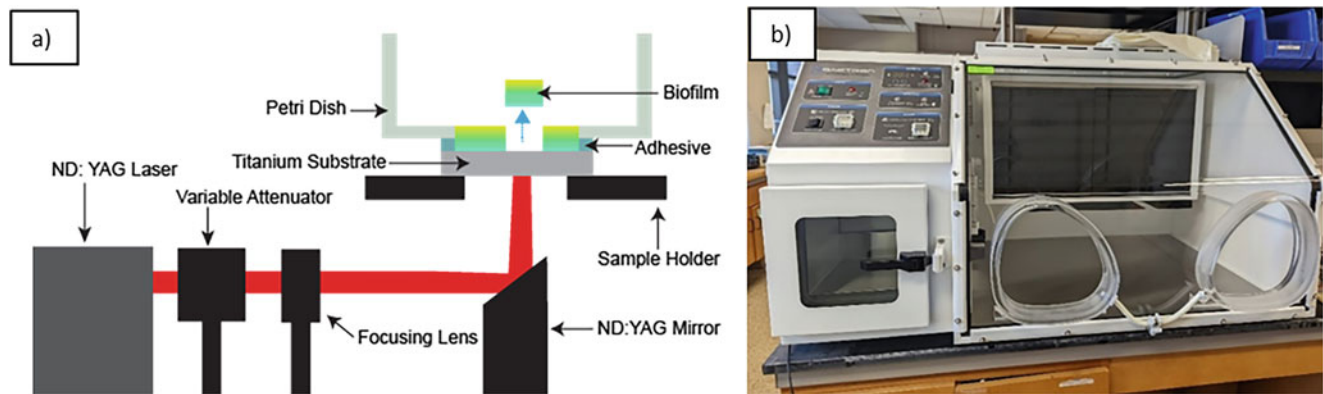 a)
Petri Dish
Biofilm
Adhesive
Titanium Substrate
ND: YAG Laser
Variable Attenuator
Sample Holder
Focusing Lens
ND:YAG Mirror
b)